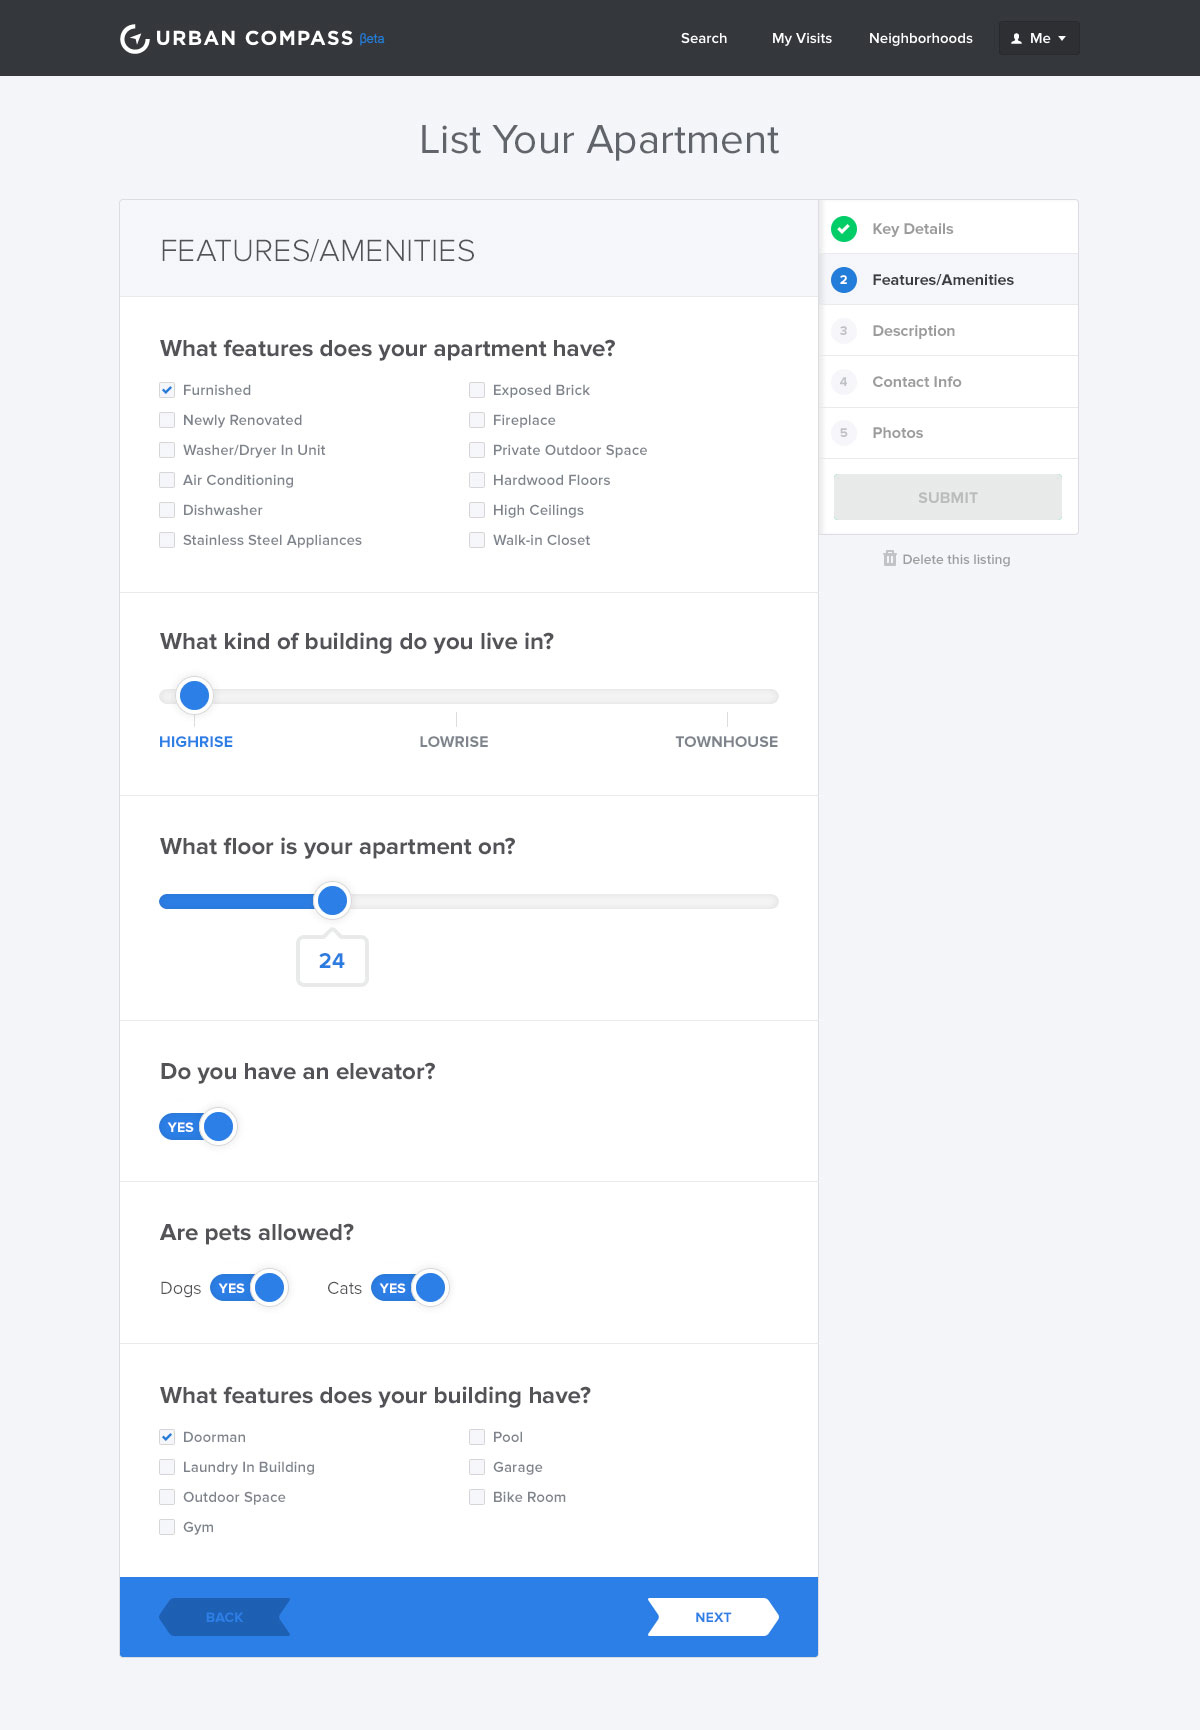 URBAN COMPASS βeta
Search My Visits Neighborhoods Me
List Your Apartment
FEATURES/AMENITIES
What features does your apartment have?
Furnished Exposed Brick
Newly Renovated Fireplace
Washer/Dryer In Unit Private Outdoor Space
Air Conditioning Hardwood Floors
Dishwasher High Ceilings
Stainless Steel Appliances Walk-in Closet
What kind of building do you live in?
HIGHRISE LOWRISE TOWNHOUSE
What floor is your apartment on?
24
Do you have an elevator?
YES
Are pets allowed?
Dogs YES Cats YES
What features does your building have?
Doorman Pool
Laundry In Building Garage
Outdoor Space Bike Room
Gym
BACK NEXT
Key Details
2 Features/Amenities
3 Description
4 Contact Info
5 Photos
SUBMIT
Delete this listing